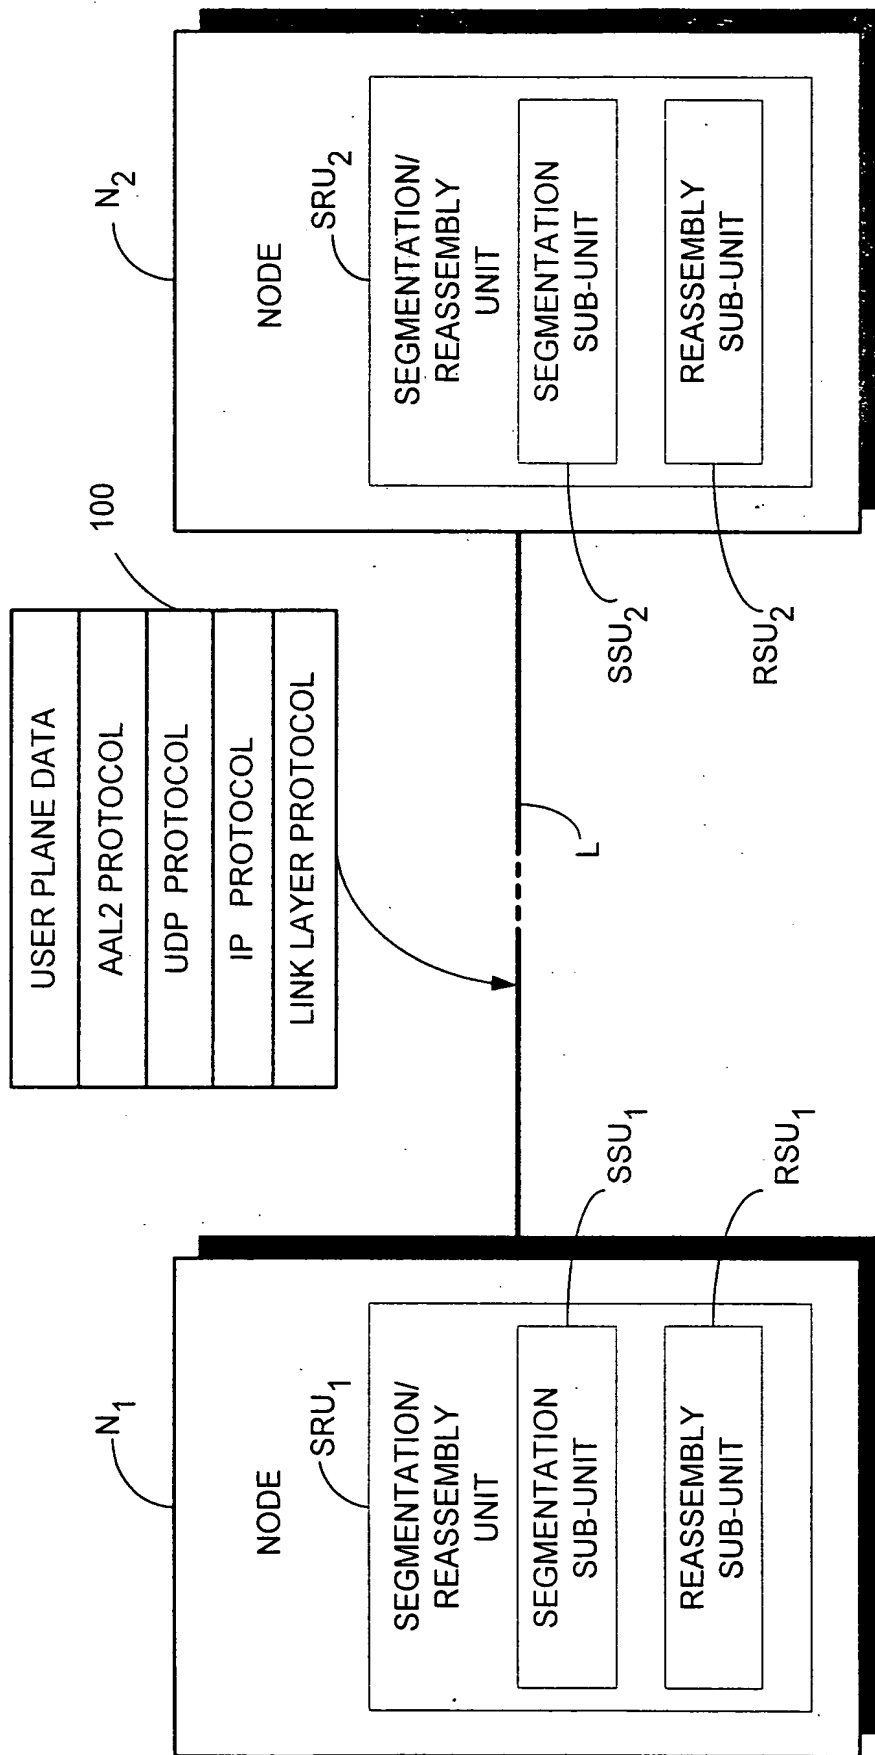 USER PLANE DATA
AAL2 PROTOCOL
UDP PROTOCOL
IP PROTOCOL
LINK LAYER PROTOCOL
100
N1
NODE
SRU1
SEGMENTATION/
REASSEMBLY
UNIT
SEGMENTATION
SUB-UNIT
REASSEMBLY
SUB-UNIT
SSU1
RSU1
L
N2
NODE
SRU2
SEGMENTATION/
REASSEMBLY
UNIT
SEGMENTATION
SUB-UNIT
REASSEMBLY
SUB-UNIT
SSU2
RSU2